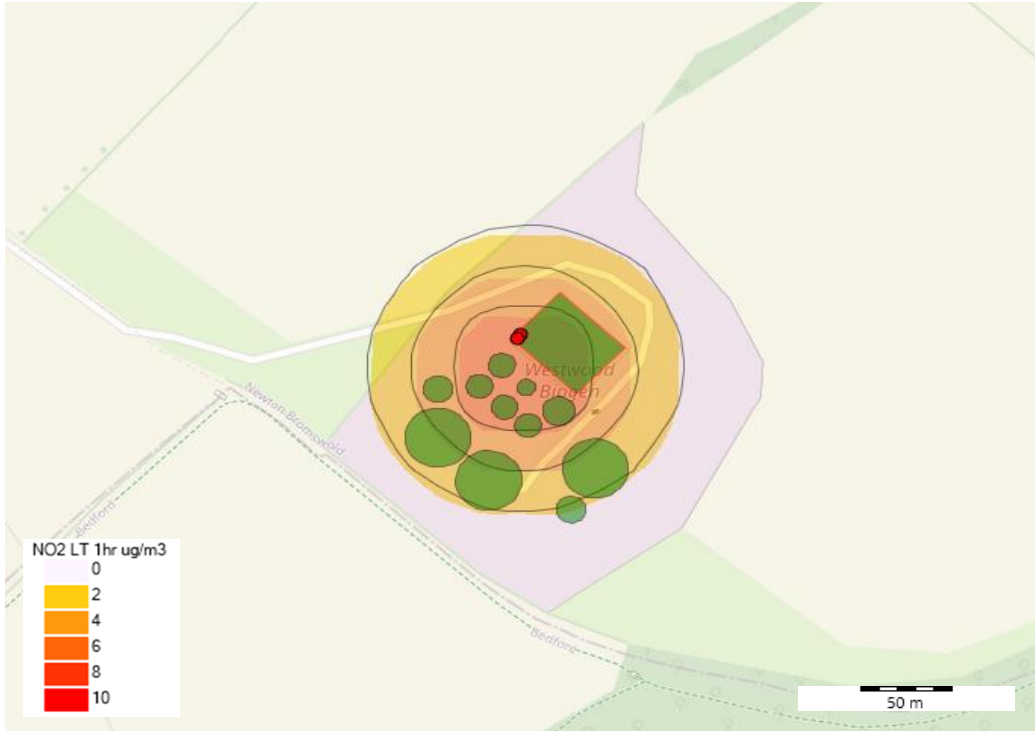 Westwood
Biogen
Newton Bromswold
Bedford
Bedford
NO2 LT 1hr ug/m3
0
2
4
6
8
10
50 m